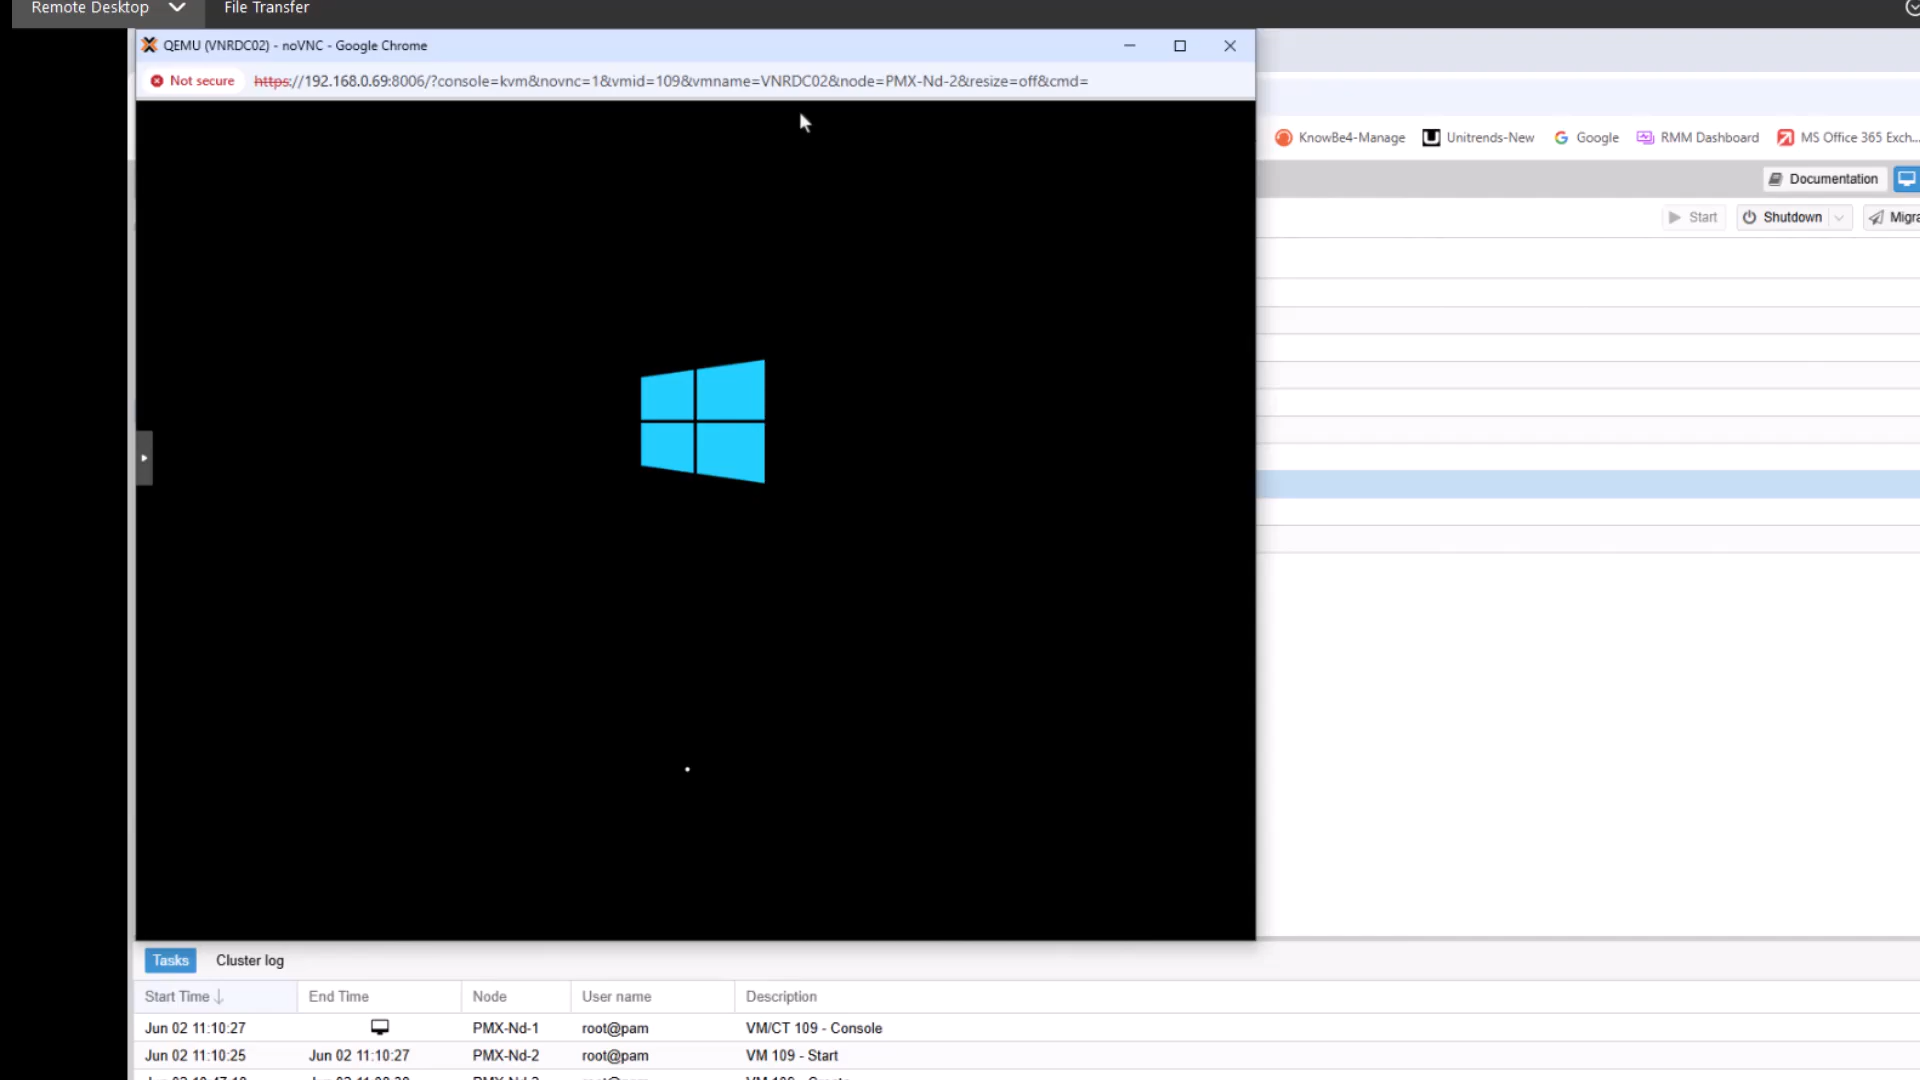 Remote Desktop
File Transfer
QEMU (VNRDC02) - noVNC - Google Chrome
Not secure
https://192.168.0.69:8006/?console=kvm&novnc=1&vmid=109&vmname=VNRDC02&node=PMX-Nd-2&resize=off&cmd=
KnowBe4-Manage
Unitrends-New
Google
RMM Dashboard
MS Office 365 Exch...
Documentation
Start
Shutdown
Migra
Tasks
Cluster log
Start Time
End Time
Node
User name
Description
Jun 02 11:10:27
PMX-Nd-1
root@pam
VM/CT 109 - Console
Jun 02 11:10:25
Jun 02 11:10:27
PMX-Nd-2
root@pam
VM 109 - Start